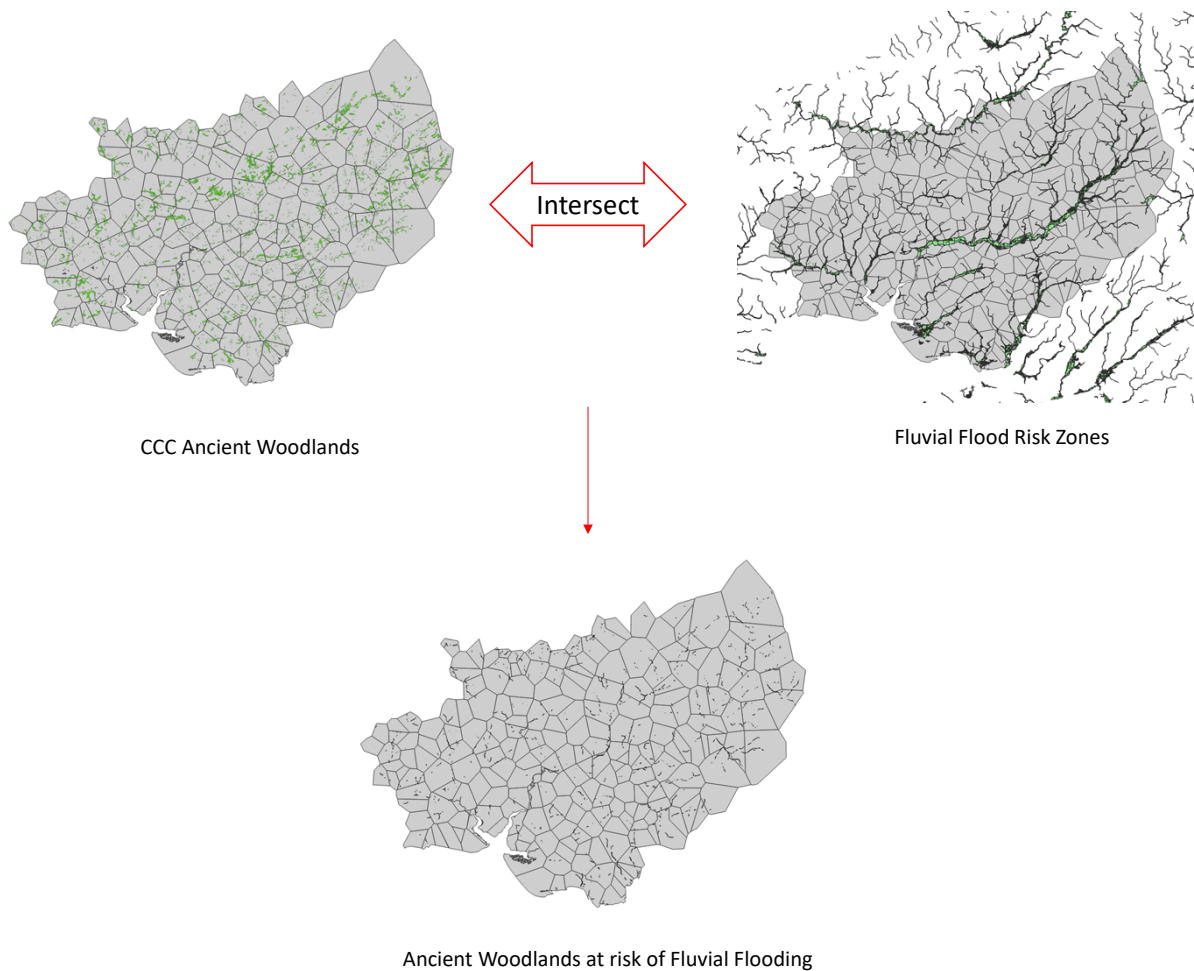 Intersect
CCC Ancient Woodlands
Fluvial Flood Risk Zones
Ancient Woodlands at risk of Fluvial Flooding